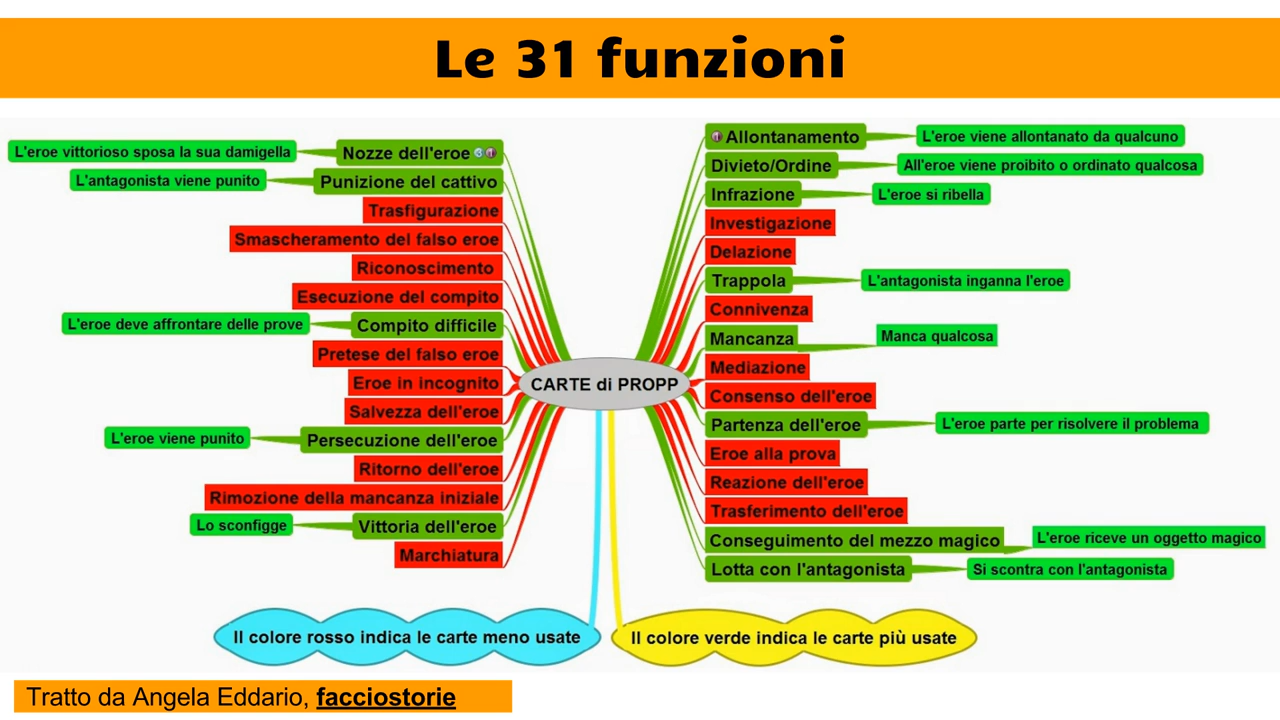 Le 31 funzioni
Allontanamento
L'eroe viene allontanato da qualcuno
Divieto/Ordine
All'eroe viene proibito o ordinato qualcosa
Infrazione
L'eroe si ribella
Investigazione
Delazione
Trappola
L'antagonista inganna l'eroe
Connivenza
Mancanza
Manca qualcosa
Mediazione
Consenso dell'eroe
Partenza dell'eroe
L'eroe parte per risolvere il problema
Eroe alla prova
Reazione dell'eroe
Trasferimento dell'eroe
Conseguimento del mezzo magico
L'eroe riceve un oggetto magico
Lotta con l'antagonista
Si scontra con l'antagonista
L'eroe vittorioso sposa la sua damigella
Nozze dell'eroe
L'antagonista viene punito
Punizione del cattivo
Trasfigurazione
Smascheramento del falso eroe
Riconoscimento
Esecuzione del compito
L'eroe deve affrontare delle prove
Compito difficile
Pretese del falso eroe
Eroe in incognito
Salvezza dell'eroe
L'eroe viene punito
Persecuzione dell'eroe
Ritorno dell'eroe
Rimozione della mancanza iniziale
Lo sconfigge
Vittoria dell'eroe
Marchiatura
CARTE di PROPP
Il colore rosso indica le carte meno usate
Il colore verde indica le carte più usate
Tratto da Angela Eddario, facciostorie